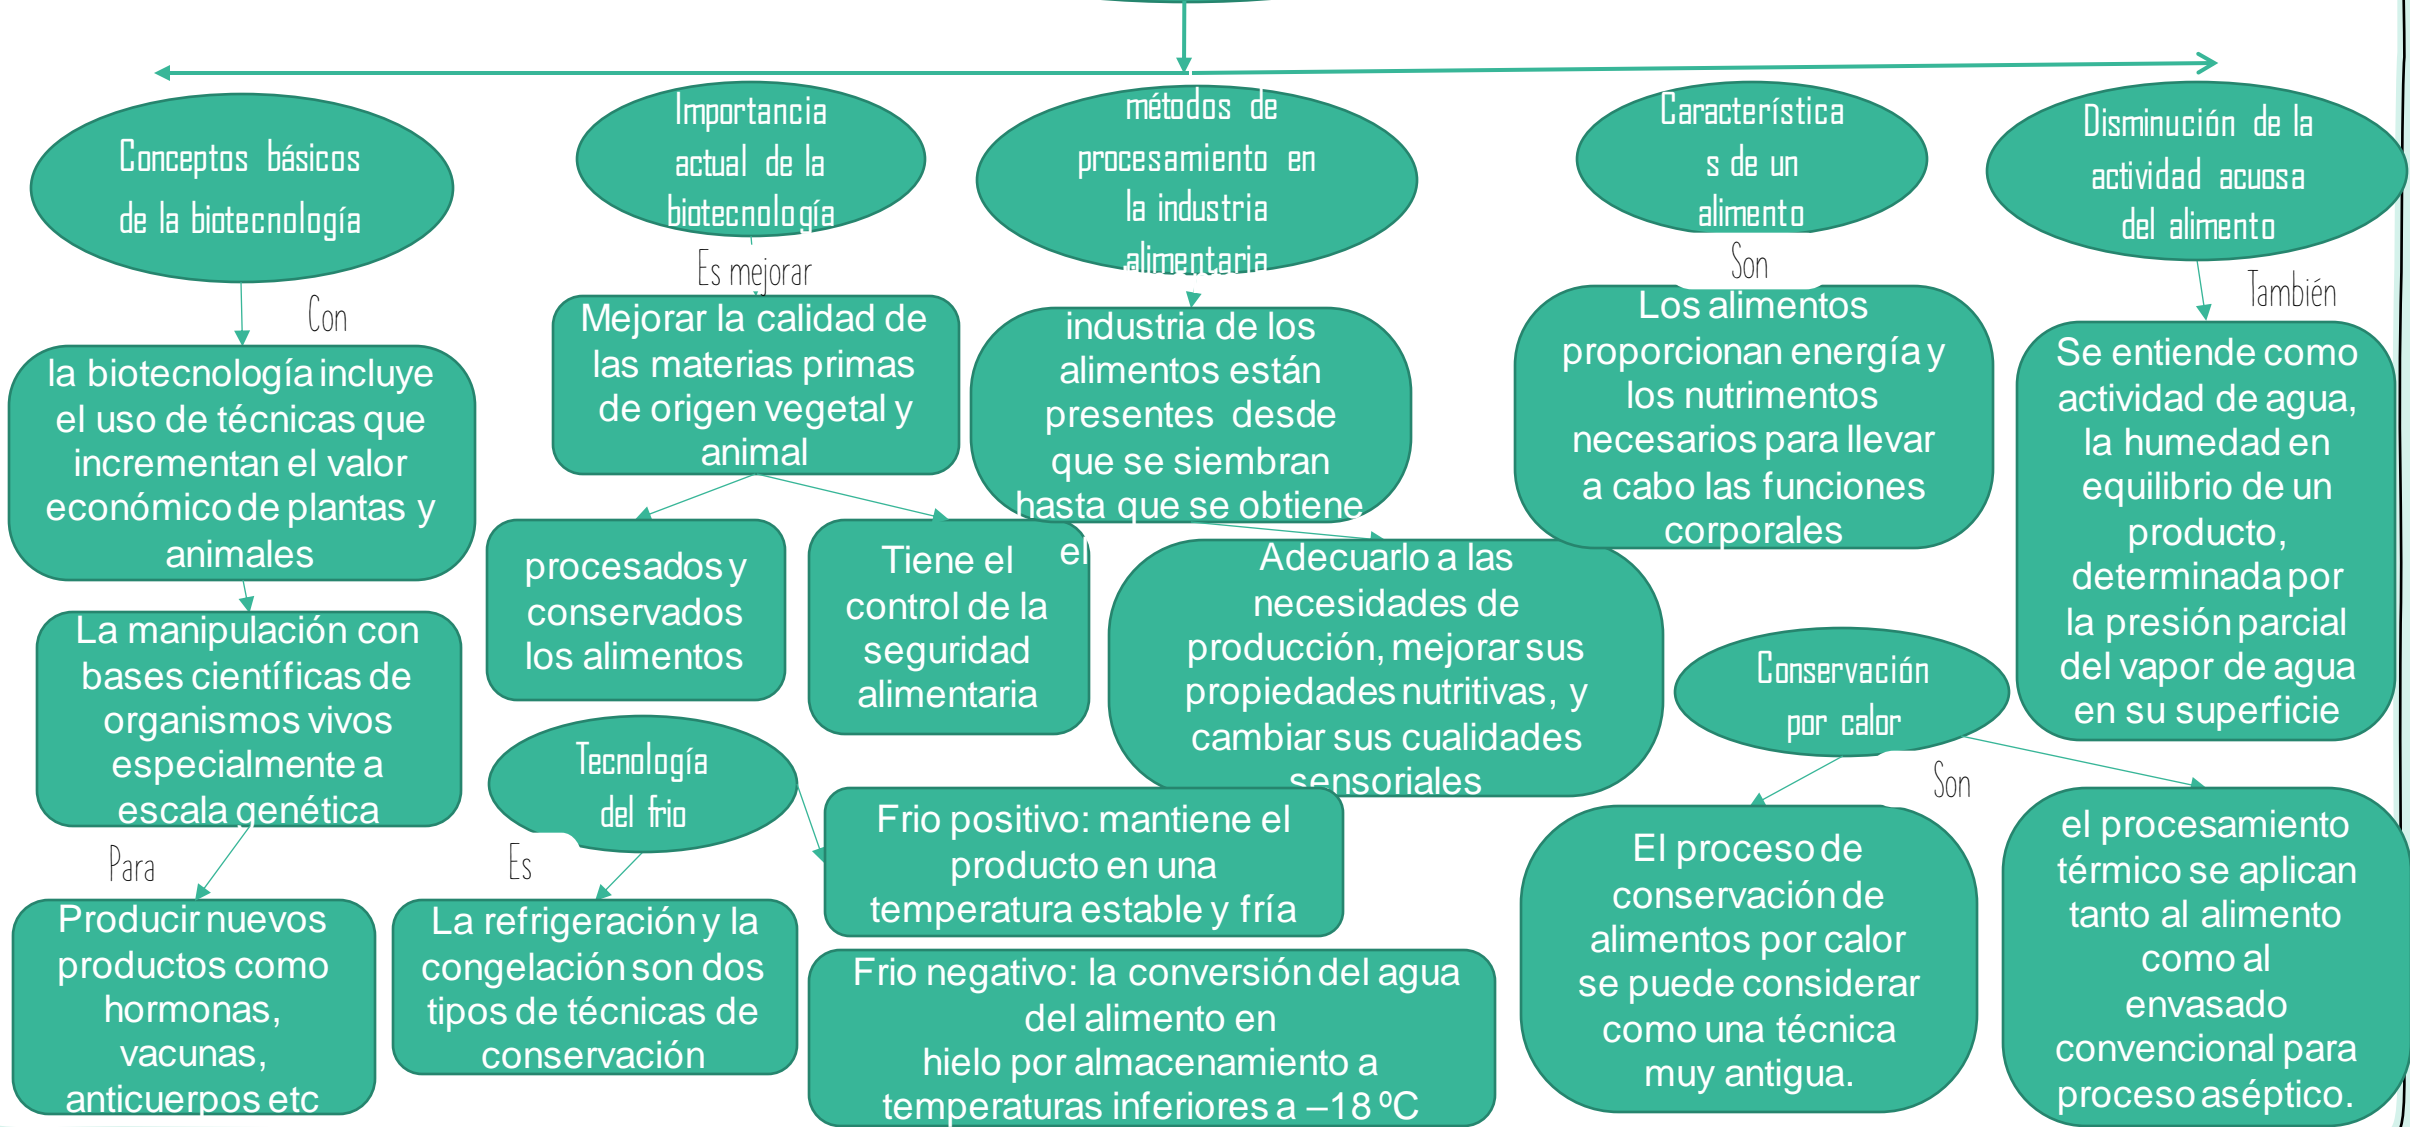 Conceptos básicos
de la biotecnología
Con
la biotecnología incluye
el uso de técnicas que
incrementan el valor
económico de plantas y
animales
La manipulación con
bases científicas de
organismos vivos
especialmente a
escala genética
Para
Producir nuevos
productos como
hormonas,
vacunas,
anticuerpos etc
Importancia
actual de la
biotecnología
Es mejorar
Mejorar la calidad de
las materias primas
de origen vegetal y
animal
procesados y
conservados
los alimentos
Tiene el
control de la
seguridad
alimentaria
Tecnología
del frio
Es
La refrigeración y la
congelación son dos
tipos de técnicas de
conservación
Frio positivo: mantiene el
producto en una
temperatura estable y fría
Frio negativo: la conversión del agua
del alimento en
hielo por almacenamiento a
temperaturas inferiores a –18 ºC
métodos de
procesamiento en
la industria
alimentaria
industria de los
alimentos están
presentes desde
que se siembran
hasta que se obtiene
el
Adecuarlo a las
necesidades de
producción, mejorar sus
propiedades nutritivas, y
cambiar sus cualidades
sensoriales
Característica
s de un
alimento
Son
Los alimentos
proporcionan energía y
los nutrimentos
necesarios para llevar
a cabo las funciones
corporales
Conservación
por calor
Son
El proceso de
conservación de
alimentos por calor
se puede considerar
como una técnica
muy antigua.
el procesamiento
térmico se aplican
tanto al alimento
como al
envasado
convencional para
proceso aséptico.
Disminución de la
actividad acuosa
del alimento
También
Se entiende como
actividad de agua,
la humedad en
equilibrio de un
producto,
determinada por
la presión parcial
del vapor de agua
en su superficie